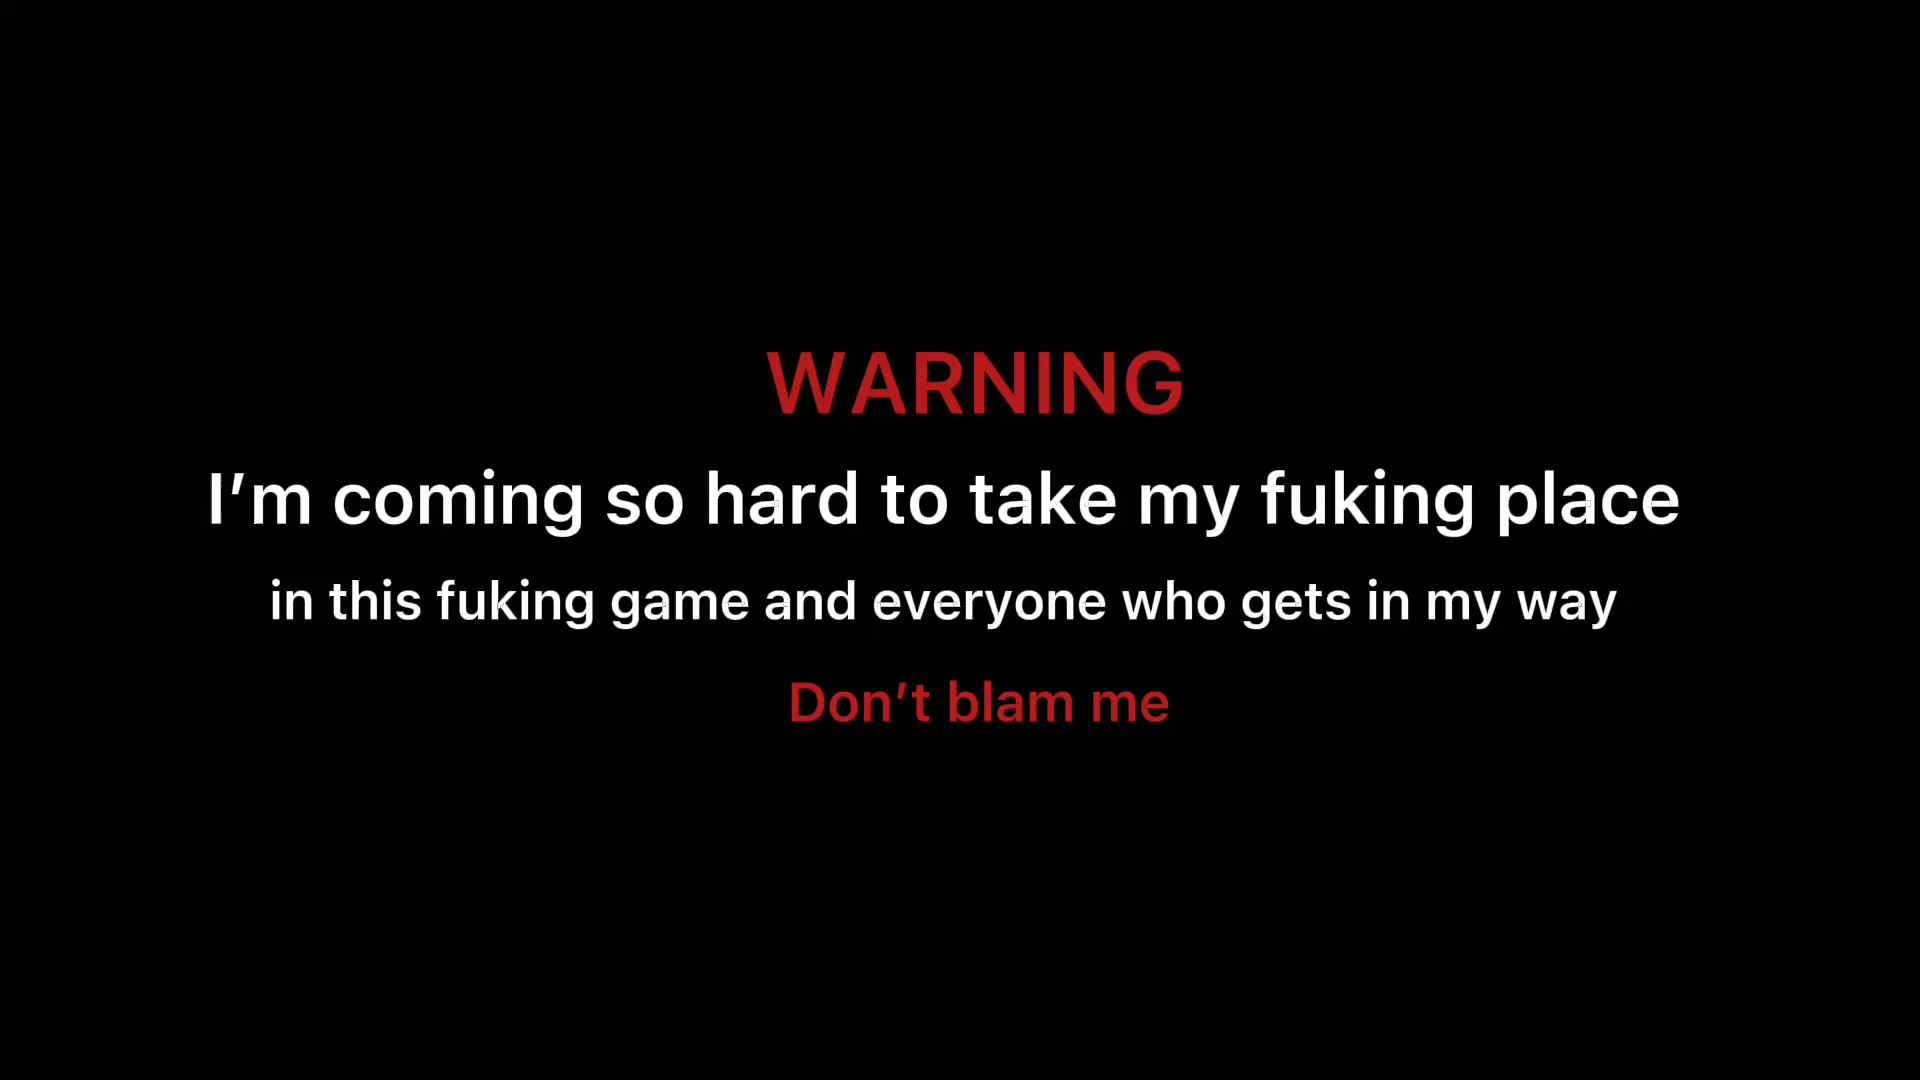 WARNING
I’m coming so hard to take my fuking place
in this fuking game and everyone who gets in my way
Don’t blam me